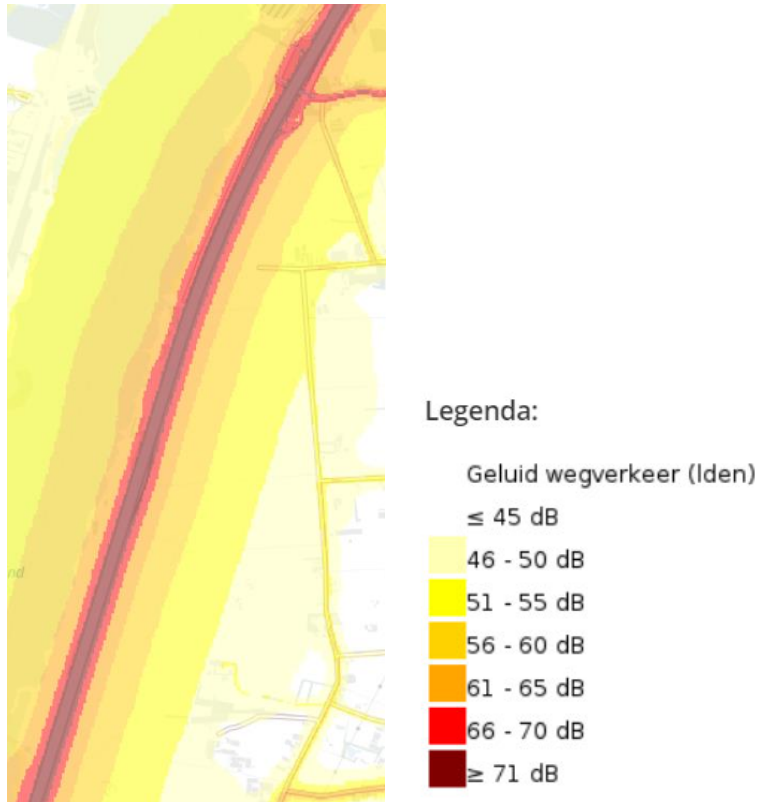 nd
Legenda:
Geluid wegverkeer (lden)
≤ 45 dB
46 - 50 dB
51 - 55 dB
56 - 60 dB
61 - 65 dB
66 - 70 dB
≥ 71 dB